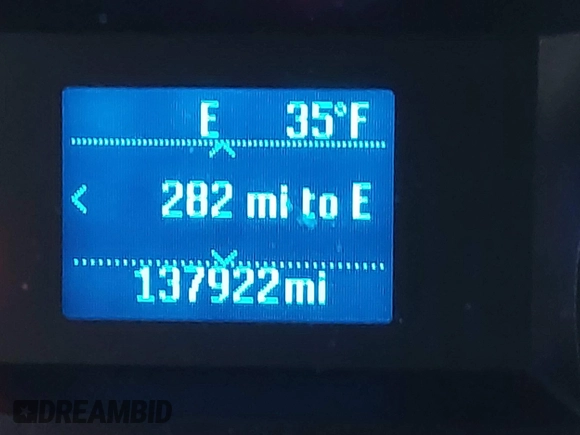 E 35°F
< 282 mi to E
137922mi
DREAMBID